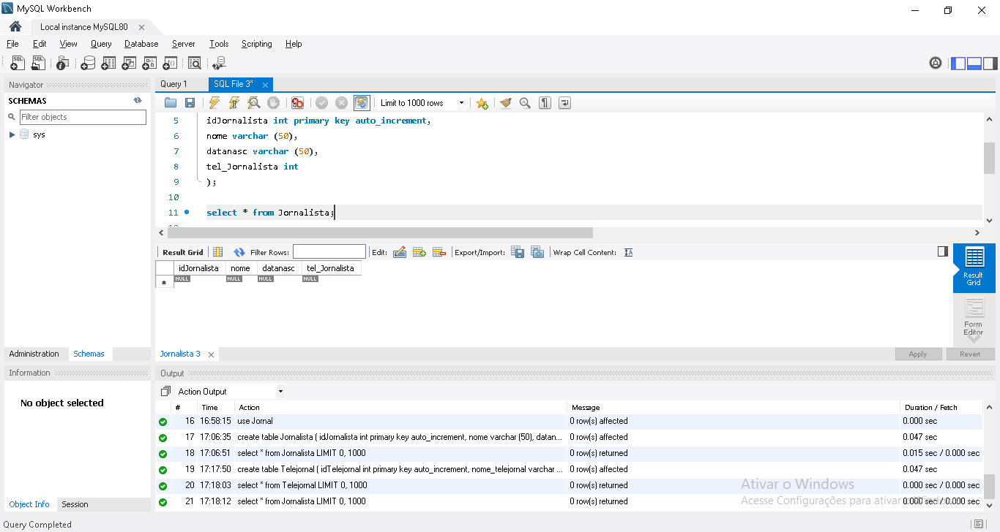 MySQL Workbench
Local instance MySQL80
File Edit View Query Database Server Tools Scripting Help
Navigator
SCHEMAS
Filter objects
sys
Administration Schemas
Information
No object selected
Object Info Session
Query 1 SQL File 3*
Limit to 1000 rows
5 idJornalista int primary key auto_increment,
6 nome varchar (50),
7 datanasc varchar (50),
8 tel_Jornalista int
9 );
10
11 select * from Jornalista;
Result Grid Filter Rows: Edit: Export/Import: Wrap Cell Content:
idJornalista nome datanasc tel_Jornalista
NULL NULL NULL NULL
Result
Grid
Form
Editor
Jornalista 3 Apply Revert
Output
Action Output
# Time Action Message Duration / Fetch
16 16:58:15 use Jornal 0 row(s) affected 0.000 sec
17 17:06:35 create table Jornalista ( idJornalista int primary key auto_increment, nome varchar (50), datan... 0 row(s) affected 0.047 sec
18 17:06:51 select * from Jornalista LIMIT 0, 1000 0 row(s) returned 0.015 sec / 0.000 sec
19 17:17:50 create table Telejornal ( idTelejornal int primary key auto_increment, nome_telejornal varchar ... 0 row(s) affected 0.047 sec
20 17:18:03 select * from Telejornal LIMIT 0, 1000 0 row(s) returned 0.000 sec / 0.000 sec
21 17:18:12 select * from Jornalista LIMIT 0, 1000 0 row(s) returned 0.000 sec / 0.000 sec
Ativar o Windows
Acesse Configurações para ativar o Windows.
Query Completed